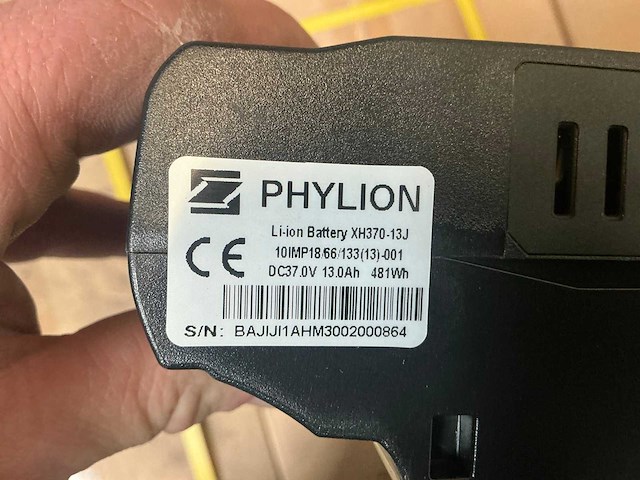 PHYLION
Li-ion Battery XH370-13J
10IMP18/66/133(13)-001
DC37.0V 13.0Ah 481Wh
CE
S/N: BAJIJI1AHM3002000864